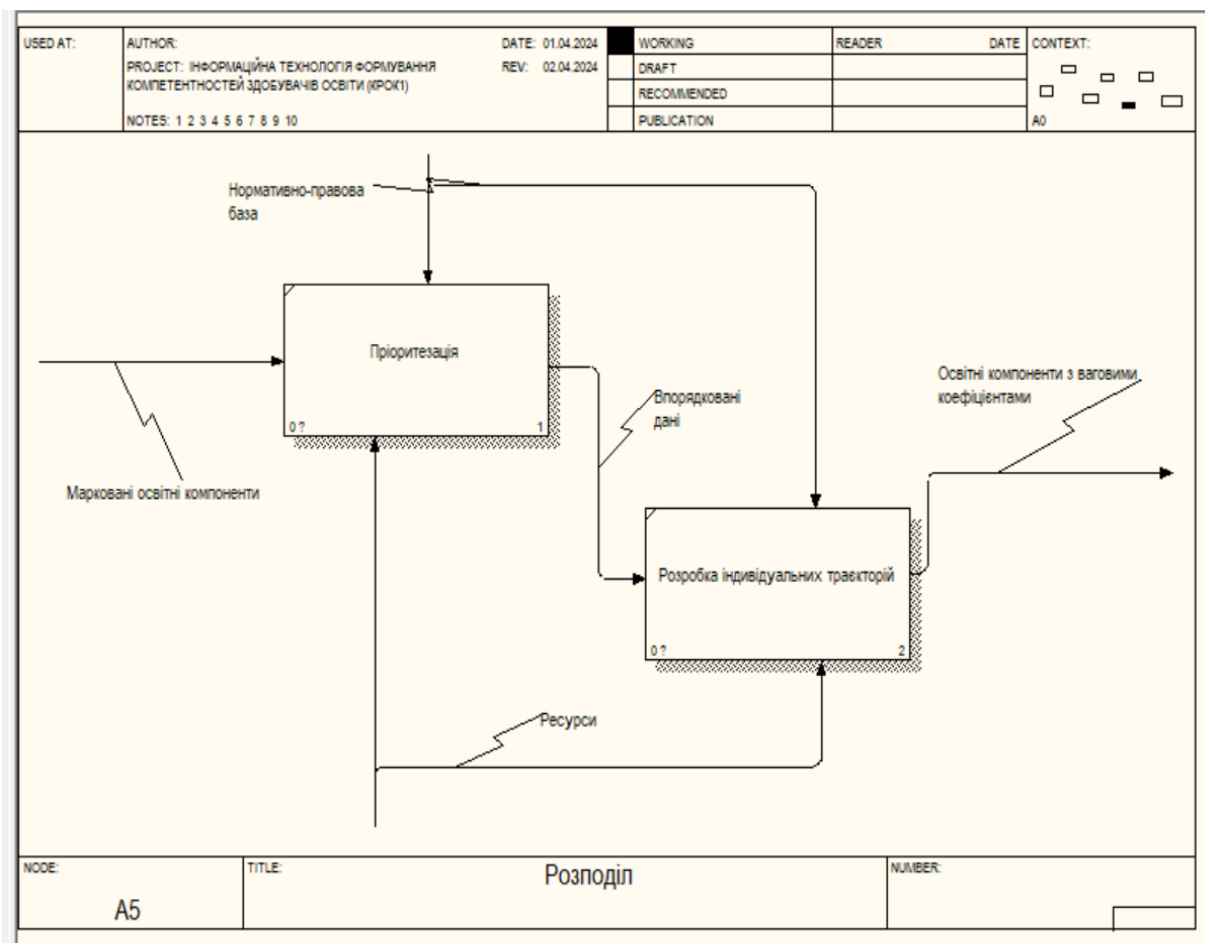 USED AT:
AUTHOR:
DATE: 01.04.2024
PROJECT: ІНФОРМАЦІЙНА ТЕХНОЛОГІЯ ФОРМУВАННЯ
КОМПЕТЕНТНОСТЕЙ ЗДОБУВАЧІВ ОСВІТИ (КРОК1)
REV: 02.04.2024
NOTES: 1 2 3 4 5 6 7 8 9 10
WORKING
DRAFT
RECOMMENDED
PUBLICATION
READER
DATE
CONTEXT:
A0
Нормативно-правова
база
Пріоритезація
0 ?
1
Марковані освітні компоненти
Впорядковані
дані
Освітні компоненти з ваговими
коефіцієнтами
Розробка індивідуальних траєкторій
0 ?
2
Ресурси
NODE:
A5
TITLE:
Розподіл
NUMBER: